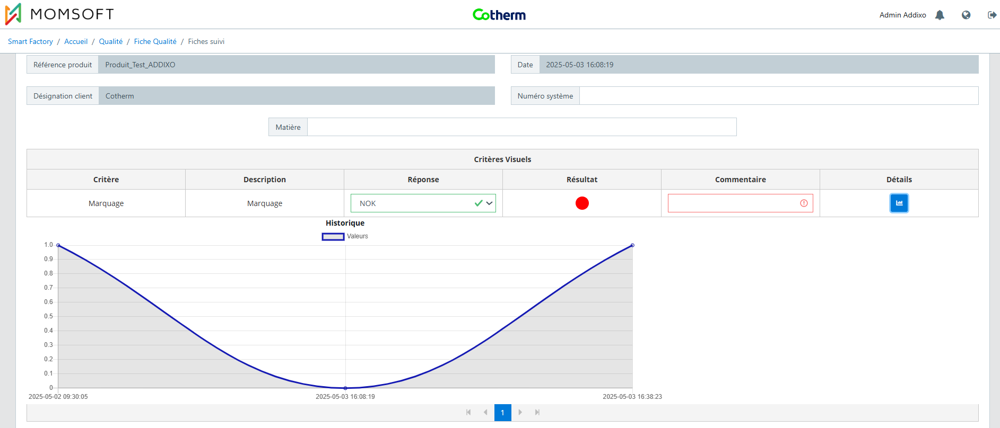 MOMSOFT
Cotherm
Admin Addixo
Smart Factory / Accueil / Qualité / Fiche Qualité / Fiches suivi
Référence produit Produit_Test_ADDIXO
Date 2025-05-03 16:08:19
Désignation client Cotherm
Numéro système
Matière
Critères Visuels
Critère Description Réponse Résultat Commentaire Détails
Marquage Marquage NOK
Historique
Valeurs
1.0
0.9
0.8
0.7
0.6
0.5
0.4
0.3
0.2
0.1
0
2025-05-02 09:30:05 2025-05-03 16:08:19 2025-05-03 16:38:23
1